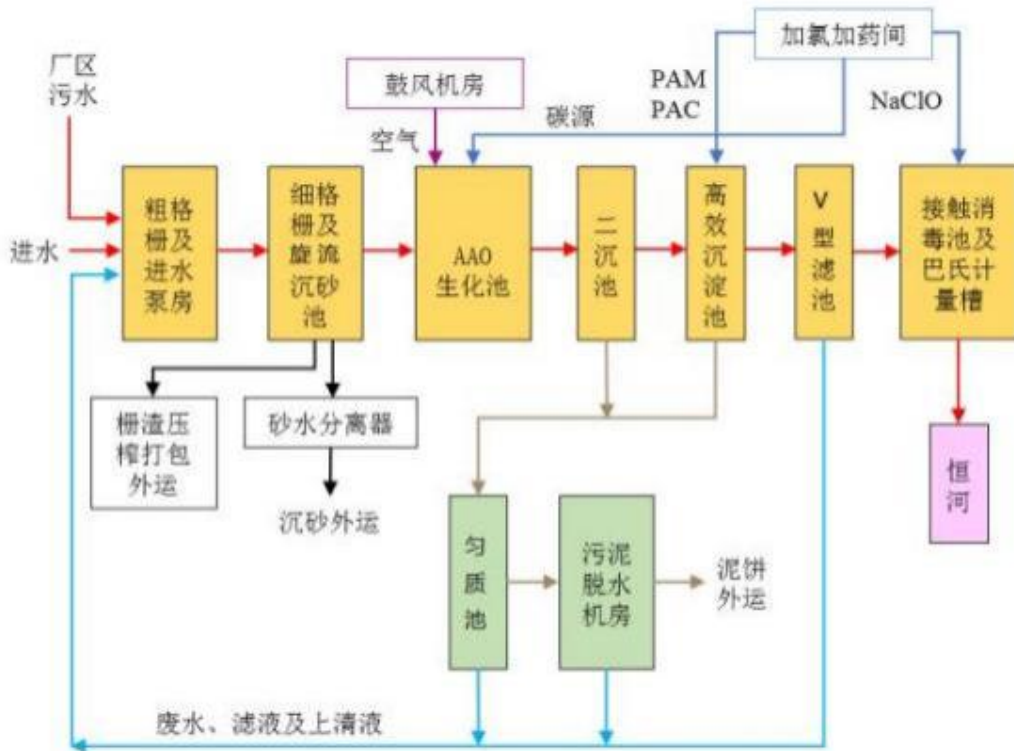 加氯加药间
厂区
污水
鼓风机房
PAM
PAC
NaClO
碳源
空气
进水
粗格
栅及
进水
泵房
细格
栅及
旋流
沉砂
池
AAO
生化池
二
沉
池
高
效
沉
淀
池
V
型
滤
池
接触消
毒池及
巴氏计
量槽
栅渣压
榨打包
外运
砂水分离器
沉砂外运
恒
河
匀
质
池
污泥
脱水
机房
泥饼
外运
废水、滤液及上清液